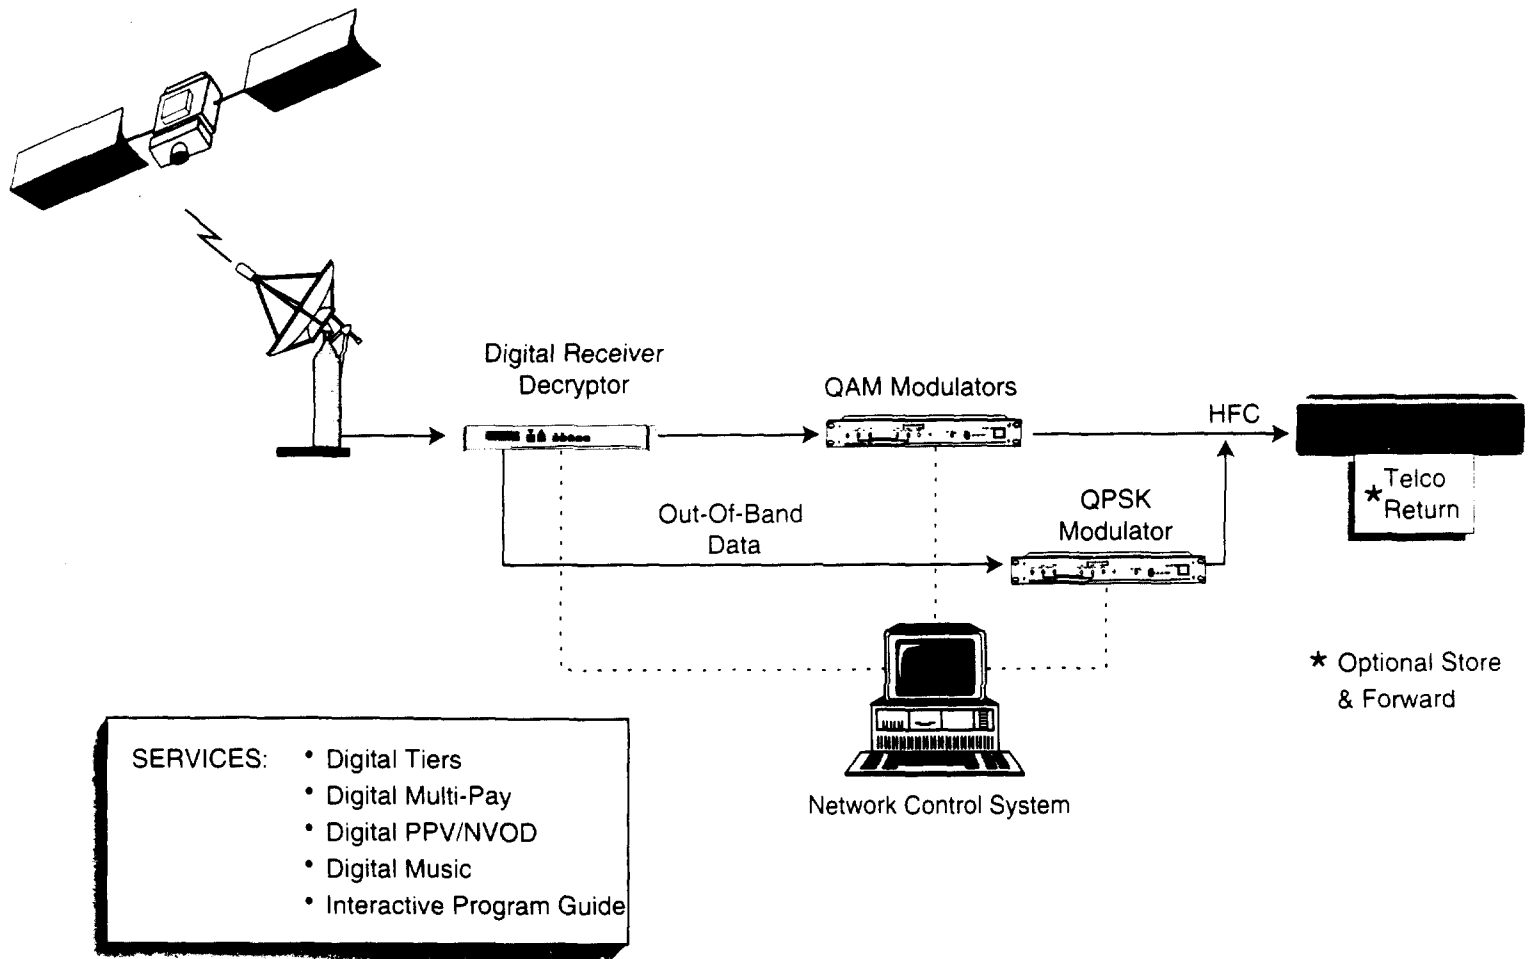 Digital Receiver
Decryptor
QAM Modulators
HFC
Out-Of-Band
Data
QPSK
Modulator
★ Telco
Return
★ Optional Store
& Forward
Network Control System
SERVICES:
• Digital Tiers
• Digital Multi-Pay
• Digital PPV/NVOD
• Digital Music
• Interactive Program Guide